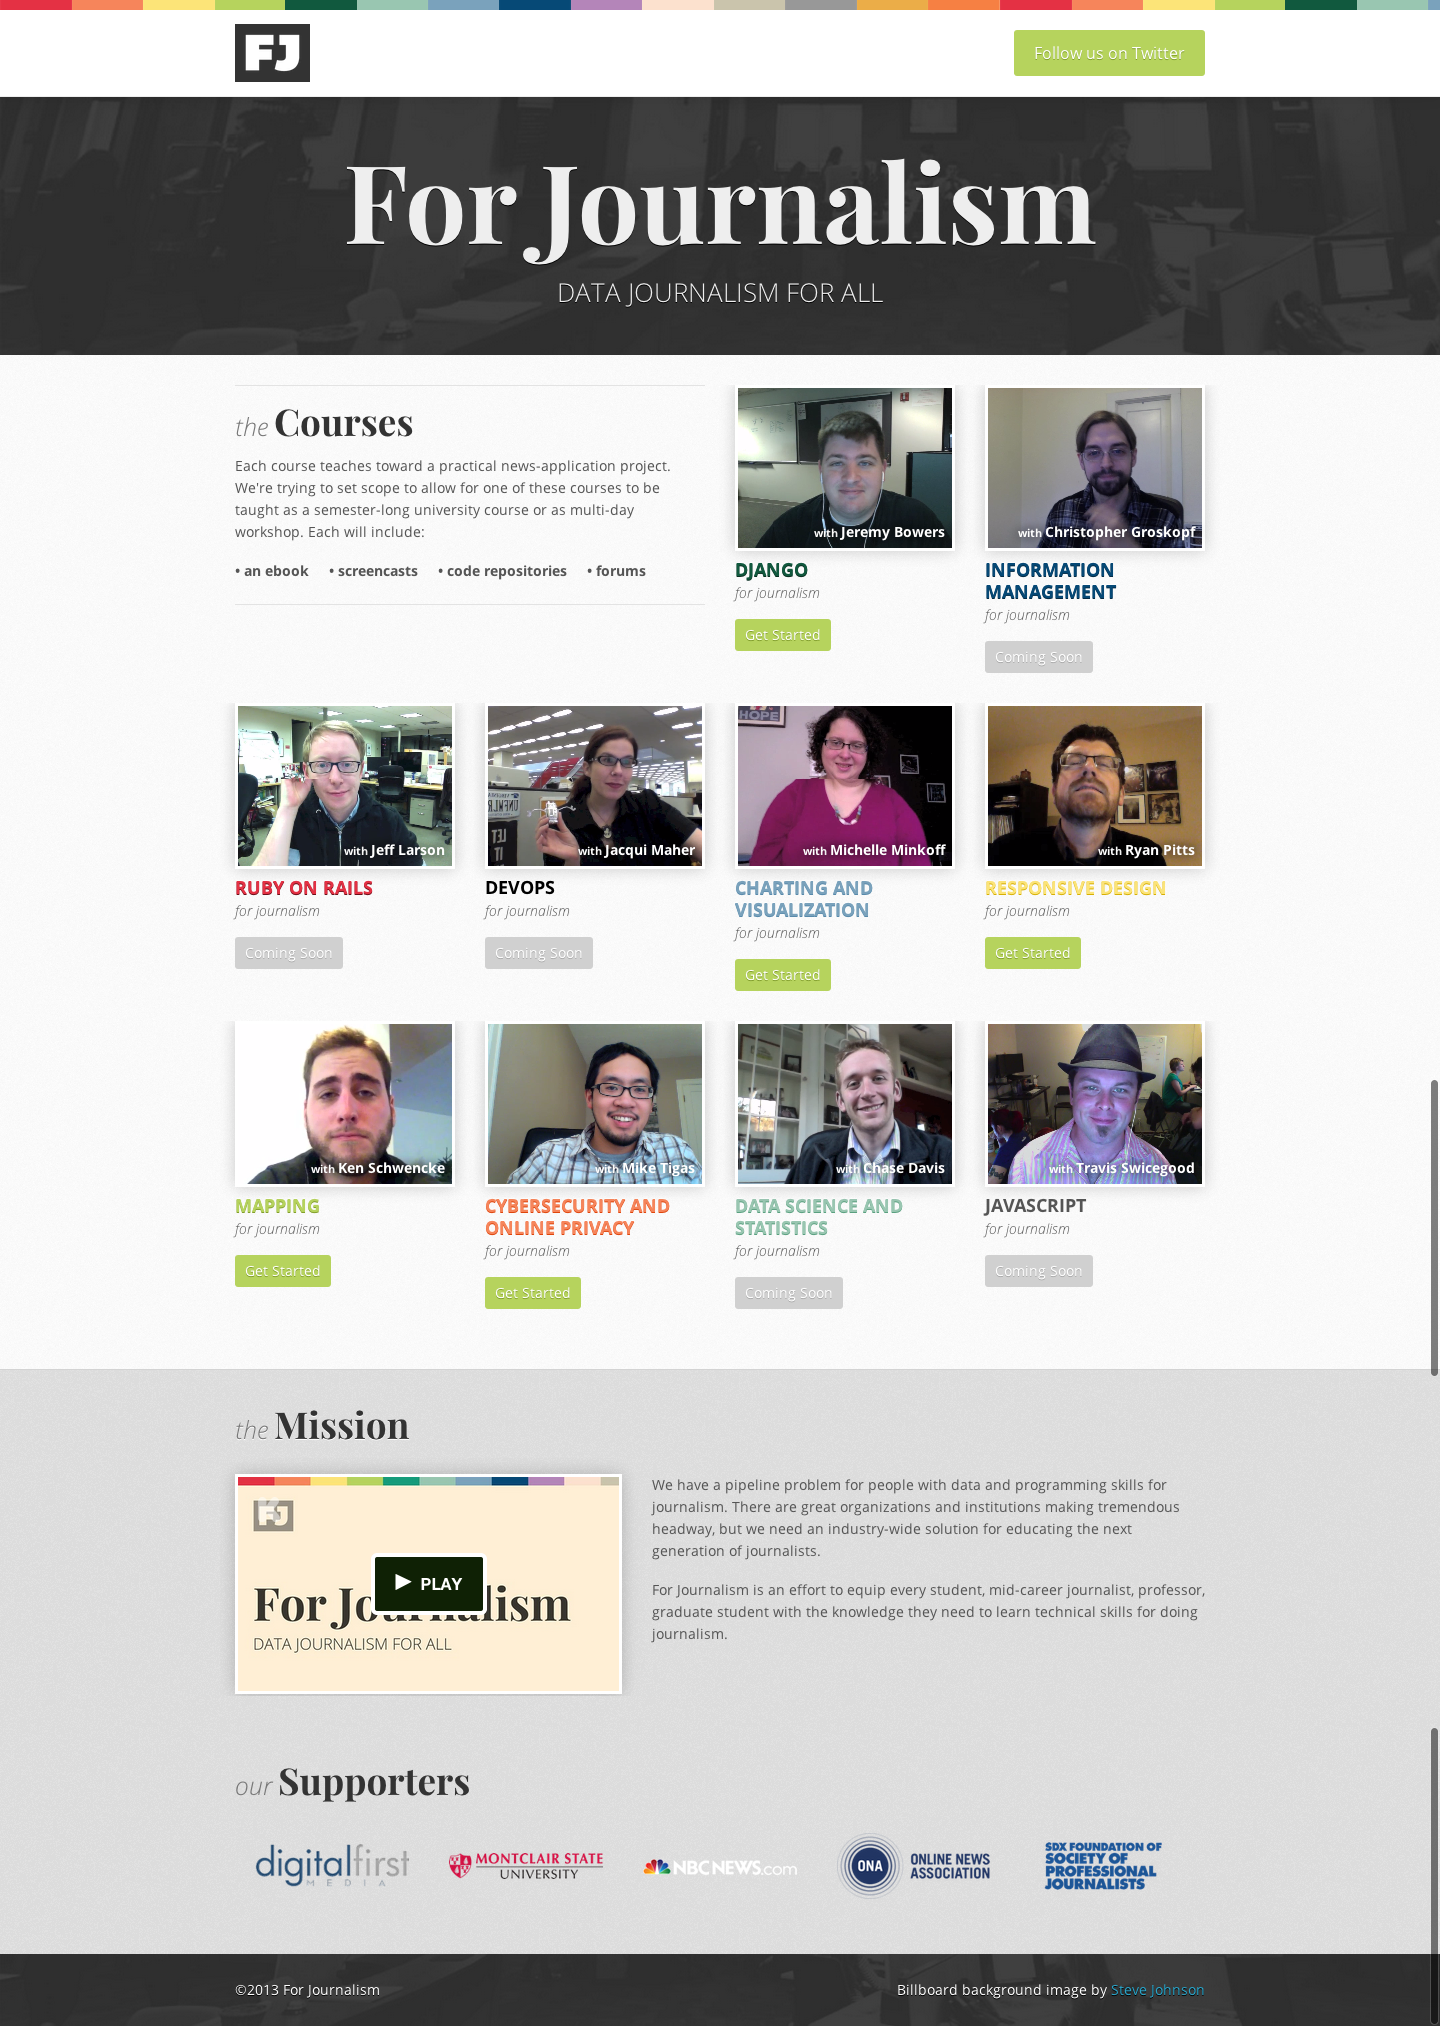 FJ
Follow us on Twitter
For Journalism
DATA JOURNALISM FOR ALL
the Courses
Each course teaches toward a practical news-application project.
We're trying to set scope to allow for one of these courses to be
taught as a semester-long university course or as multi-day
workshop. Each will include:
• an ebook • screencasts • code repositories • forums
with Jeremy Bowers
DJANGO
for journalism
Get Started
with Christopher Groskopf
INFORMATION
MANAGEMENT
for journalism
Coming Soon
with Jeff Larson
RUBY ON RAILS
for journalism
Coming Soon
with Jacqui Maher
DEVOPS
for journalism
Coming Soon
HOPE
with Michelle Minkoff
CHARTING AND
VISUALIZATION
for journalism
Get Started
with Ryan Pitts
RESPONSIVE DESIGN
for journalism
Get Started
with Ken Schwencke
MAPPING
for journalism
Get Started
with Mike Tigas
CYBERSECURITY AND
ONLINE PRIVACY
for journalism
Get Started
with Chase Davis
DATA SCIENCE AND
STATISTICS
for journalism
Coming Soon
with Travis Swicegood
JAVASCRIPT
for journalism
Coming Soon
the Mission
FJ
PLAY
For Journalism
DATA JOURNALISM FOR ALL
We have a pipeline problem for people with data and programming skills for
journalism. There are great organizations and institutions making tremendous
headway, but we need an industry-wide solution for educating the next
generation of journalists.
For Journalism is an effort to equip every student, mid-career journalist, professor,
graduate student with the knowledge they need to learn technical skills for doing
journalism.
our Supporters
digitalfirst
MEDIA
MONTCLAIR STATE
UNIVERSITY
NBCNEWS.com
ONA
ONLINE NEWS
ASSOCIATION
SDX FOUNDATION OF
SOCIETY OF
PROFESSIONAL
JOURNALISTS
©2013 For Journalism
Billboard background image by Steve Johnson